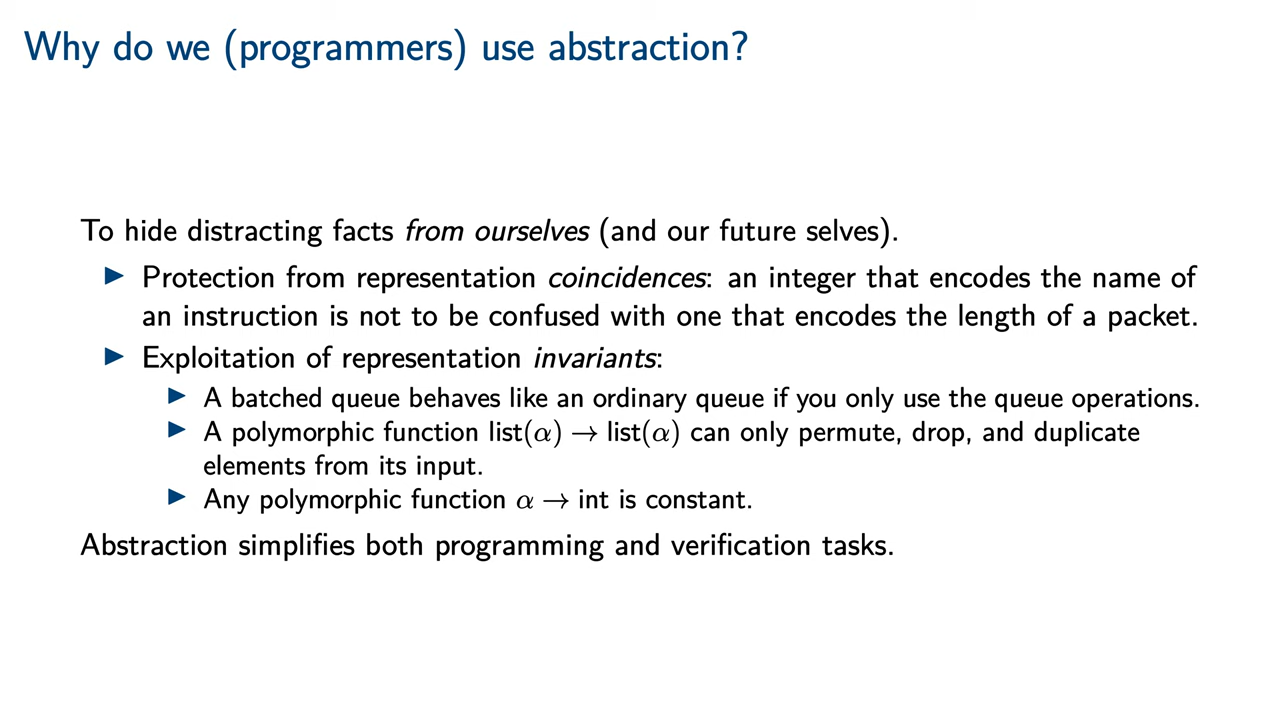 Why do we (programmers) use abstraction?
To hide distracting facts from ourselves (and our future selves).
▶ Protection from representation coincidences: an integer that encodes the name of
an instruction is not to be confused with one that encodes the length of a packet.
▶ Exploitation of representation invariants:
▶ A batched queue behaves like an ordinary queue if you only use the queue operations.
▶ A polymorphic function list(α) → list(α) can only permute, drop, and duplicate
elements from its input.
▶ Any polymorphic function α → int is constant.
Abstraction simplifies both programming and verification tasks.